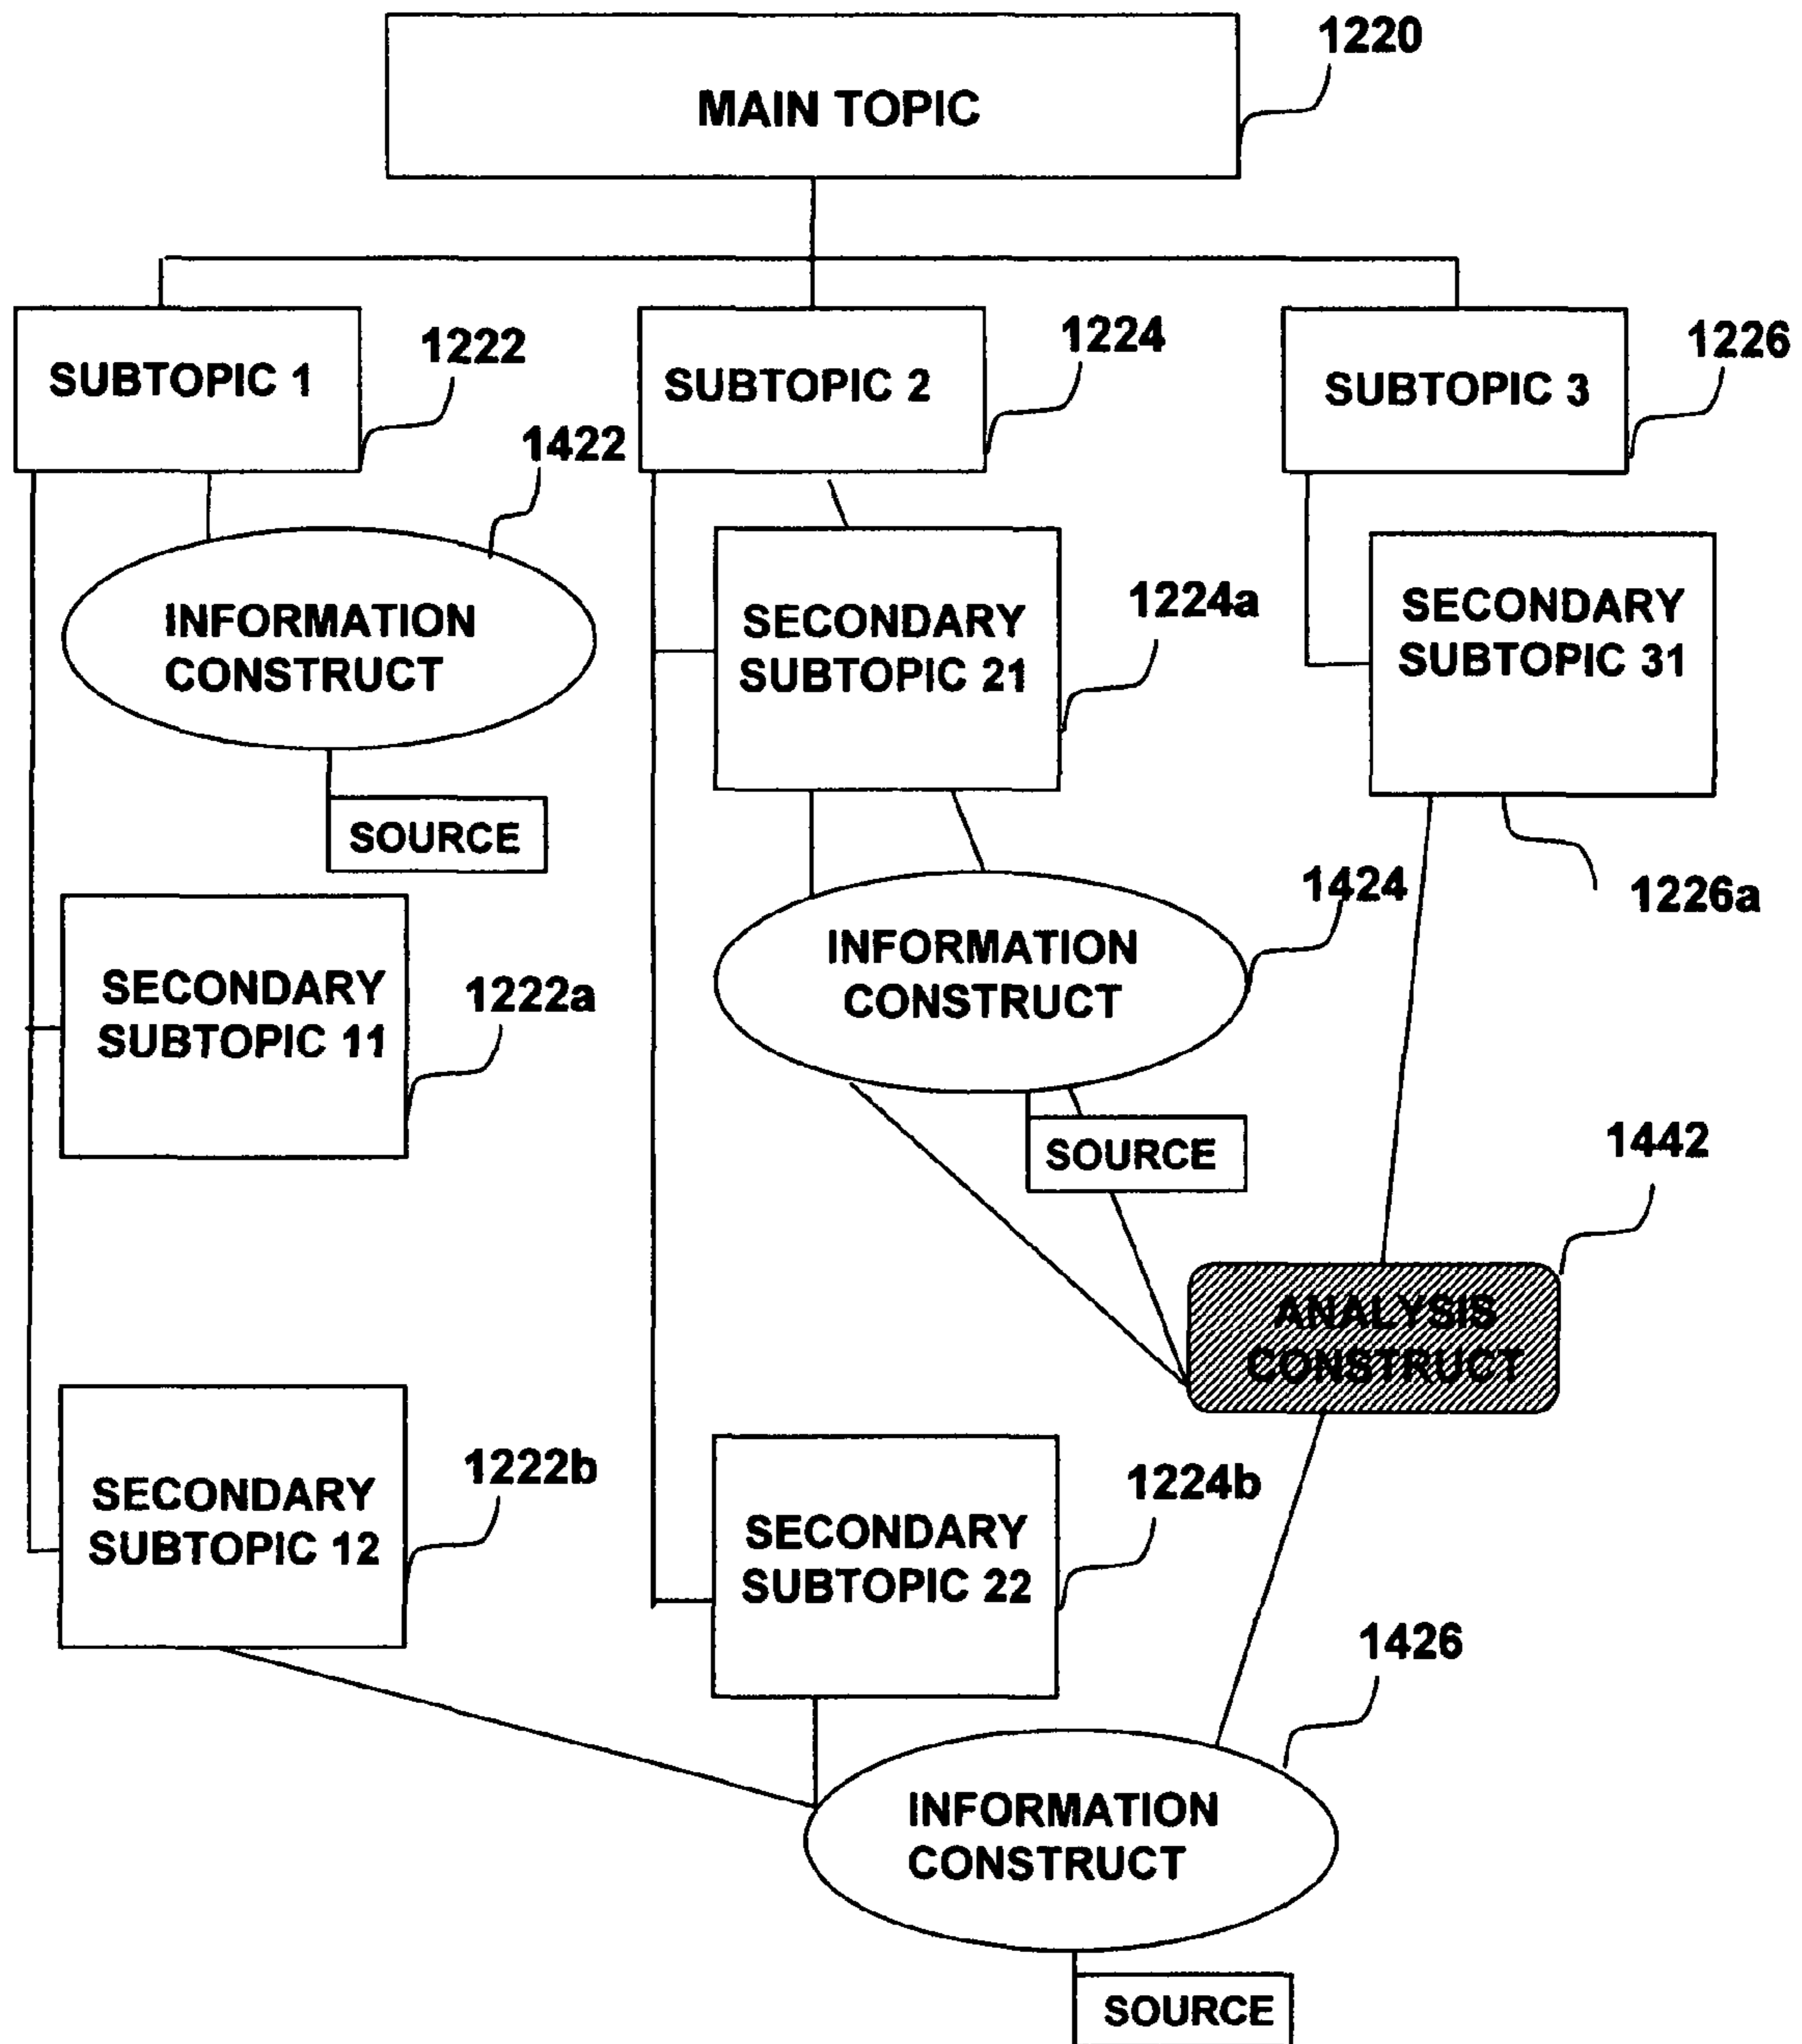 1220
MAIN TOPIC
SUBTOPIC 1
1222
SUBTOPIC 2
1224
SUBTOPIC 3
1226
1422
INFORMATION
CONSTRUCT
SOURCE
SECONDARY
SUBTOPIC 21
1224a
SECONDARY
SUBTOPIC 31
1226a
INFORMATION
CONSTRUCT
1424
SOURCE
SECONDARY
SUBTOPIC 11
1222a
1442
ANALYSIS
CONSTRUCT
SECONDARY
SUBTOPIC 12
1222b
SECONDARY
SUBTOPIC 22
1224b
1426
INFORMATION
CONSTRUCT
SOURCE